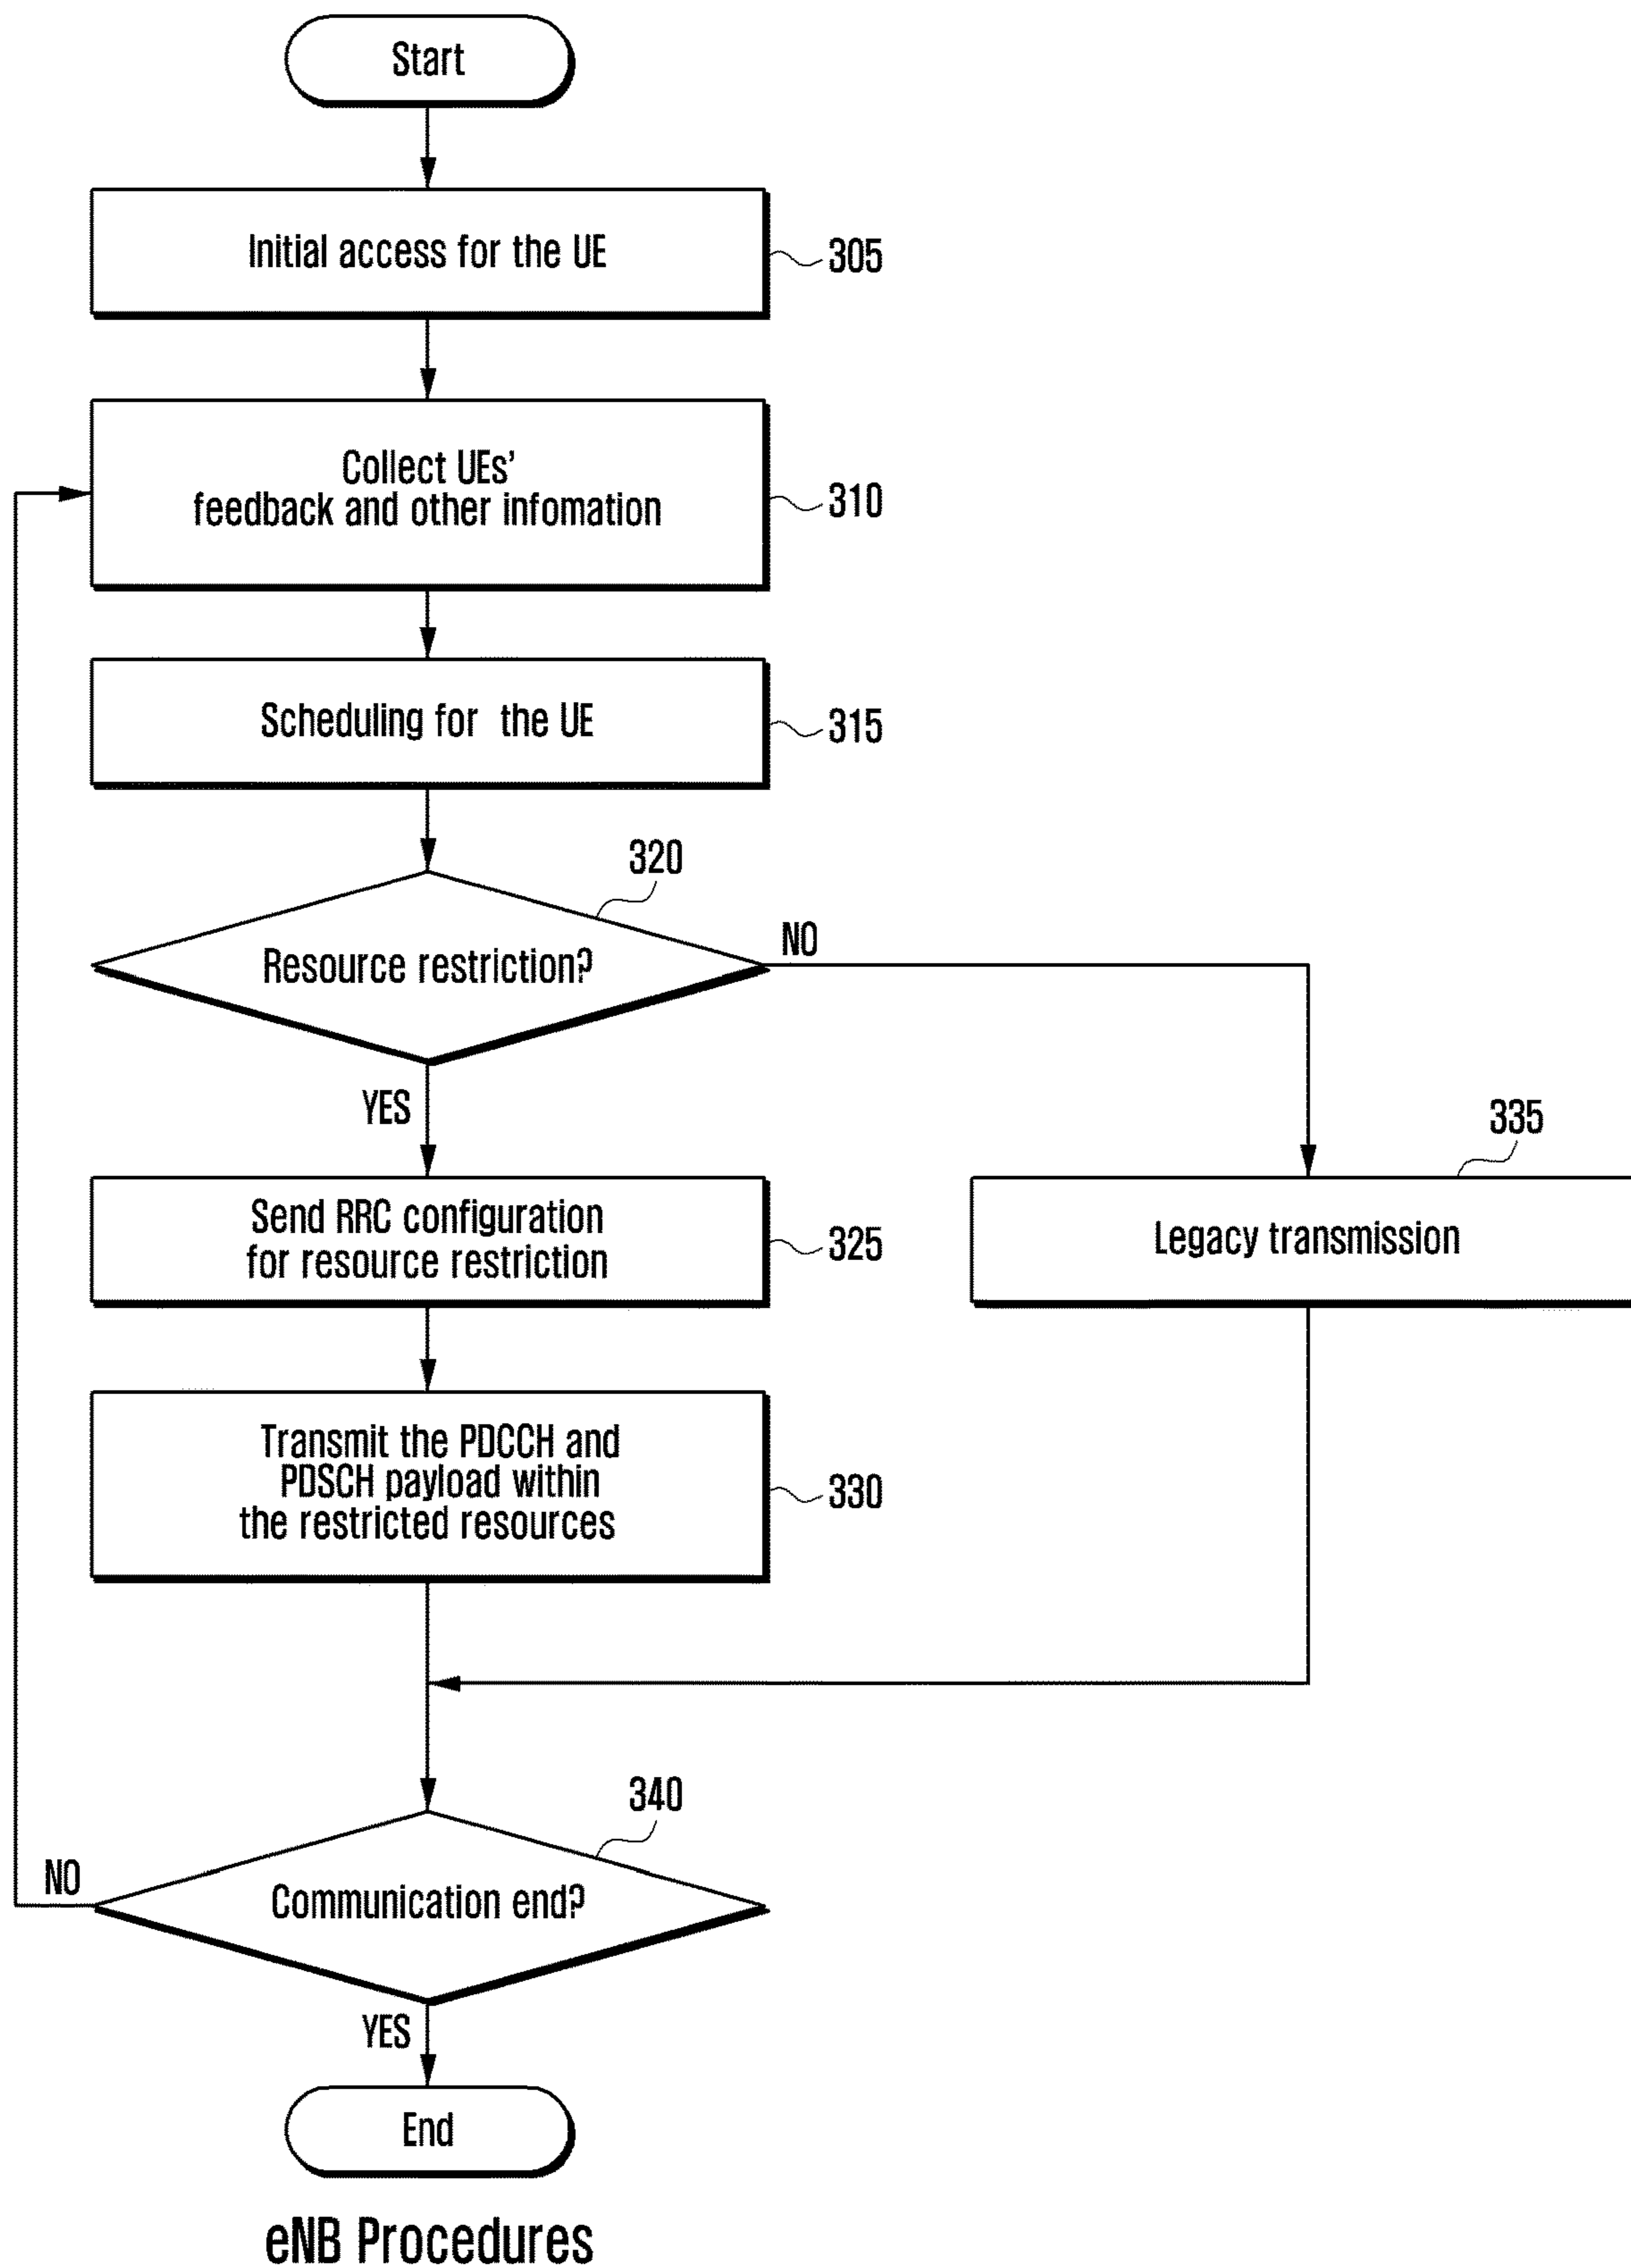 Start
Initial access for the UE
305
Collect UEs'
feedback and other infomation
310
Scheduling for the UE
315
320
Resource restriction?
NO
YES
335
Send RRC configuration
for resource restriction
325
Legacy transmission
Transmit the PDCCH and
PDSCH payload within
the restricted resources
330
340
NO
Communication end?
YES
End
eNB Procedures